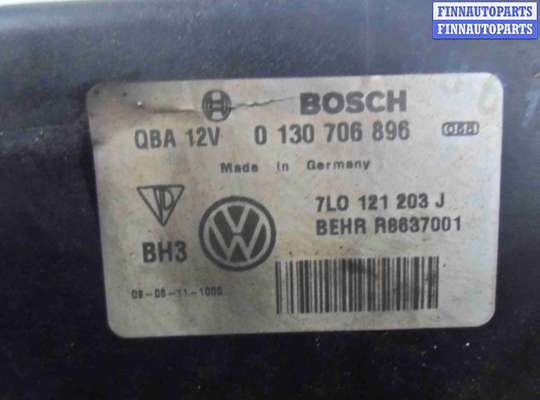 FINNAUTOPARTS
FINNAUTOPARTS
BOSCH
QBA 12V 0 130 706 896
Made in Germany
7L0 121 203 J
BEHR R8637001
BH3